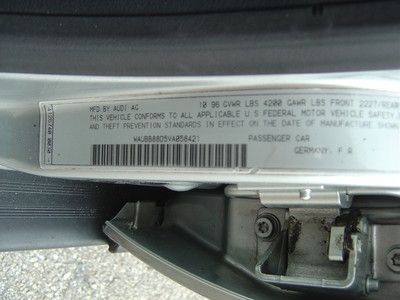 MFD BY AUDI AG 10 96 GVWR LBS 4200 GAWR LBS FRONT 2227/REAR
THIS VEHICLE CONFORMS TO ALL APPLICABLE U S FEDERAL MOTOR VEHICLE SAFETY
AND THEFT PREVENTION STANDARDS IN EFFECT ON THE DATE OF MANUFACTURE SHOWN
WAUBB88D5VA058421 PASSENGER CAR
GERMANY, F R